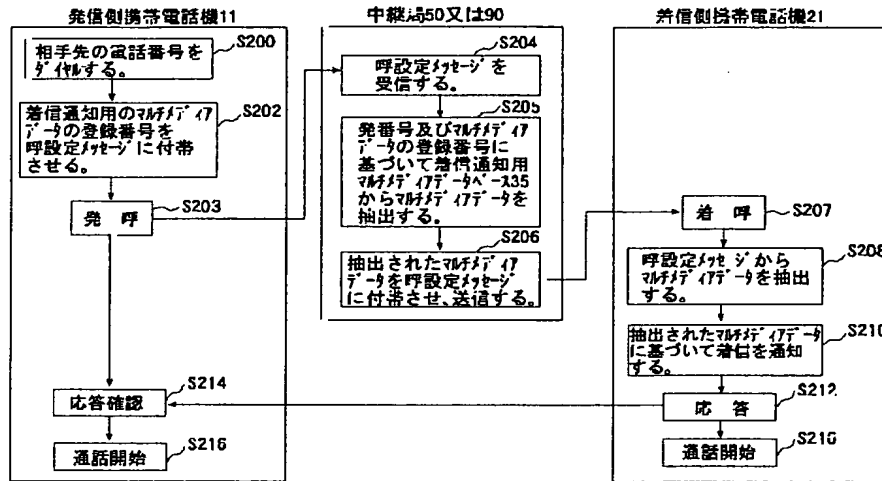 発信側携帯電話機11
S200
相手先の電話番号を
ダイヤルする。
S202
着信通知用のマルチメディア
データの登録番号を
呼設定メッセージに付帯
させる。
S203
発 呼
S214
応答確認
S216
通話開始
中継局50又は90
S204
呼設定メッセージを
受信する。
S205
発番号及びマルチメディア
データの登録番号に
基づいて着信通知用
マルチメディアデータベース35
からマルチメディアデータを
抽出する。
S206
抽出されたマルチメディア
データを呼設定メッセージ
に付帯させ、送信する。
着信側携帯電話機21
S207
着 呼
S208
呼設定メッセージから
マルチメディアデータを抽出
する。
S210
抽出されたマルチメディアデータ
に基づいて着信を通知
する。
S212
応 答
S216
通話開始